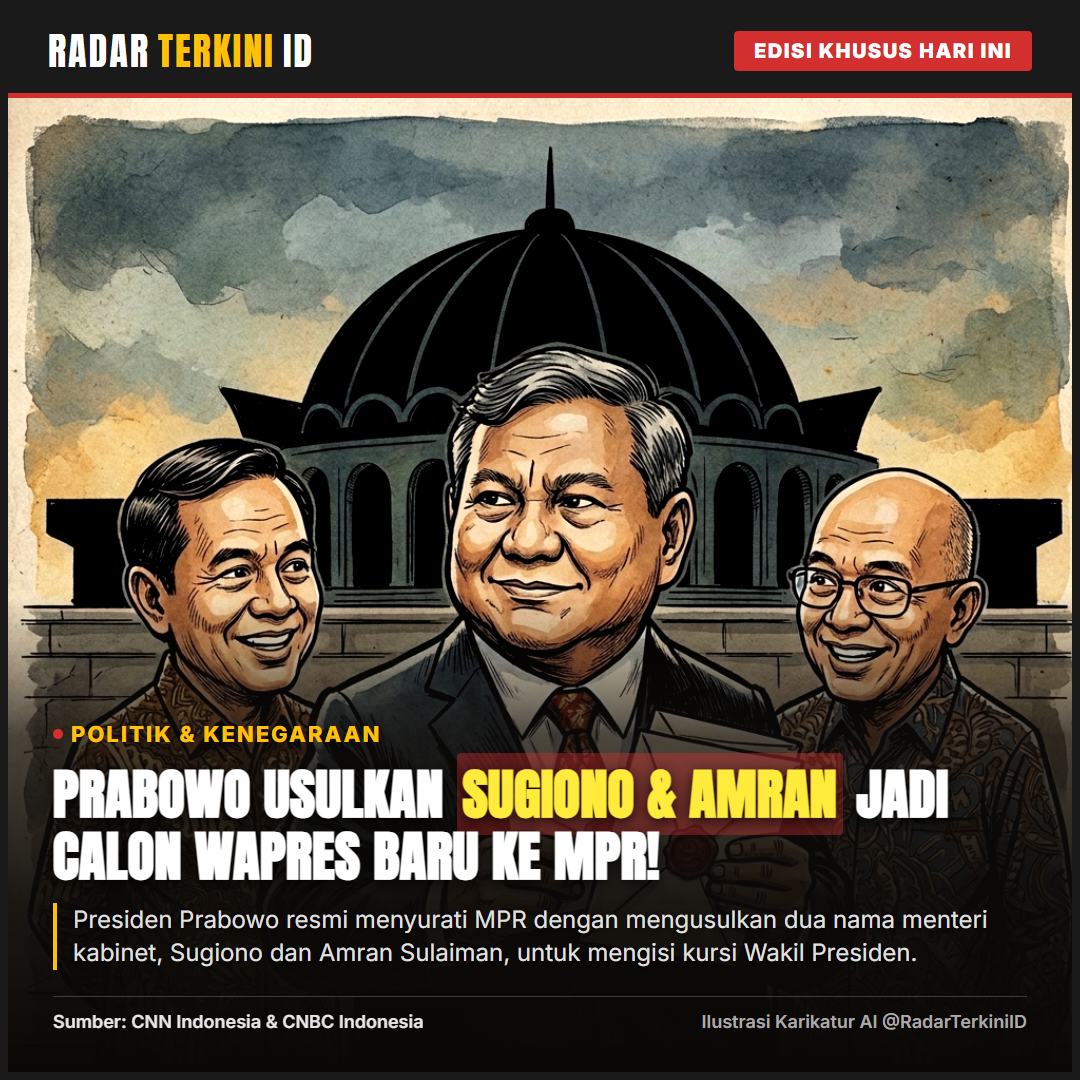 RADAR TERKINI ID
EDISI KHUSUS HARI INI
POLITIK & KENEGARAAN
PRABOWO USULKAN SUGIONO & AMRAN JADI
CALON WAPRES BARU KE MPR!
Presiden Prabowo resmi menyurati MPR dengan mengusulkan dua nama menteri
kabinet, Sugiono dan Amran Sulaiman, untuk mengisi kursi Wakil Presiden.
Sumber: CNN Indonesia & CNBC Indonesia
Ilustrasi Karikatur AI @RadarTerkiniID